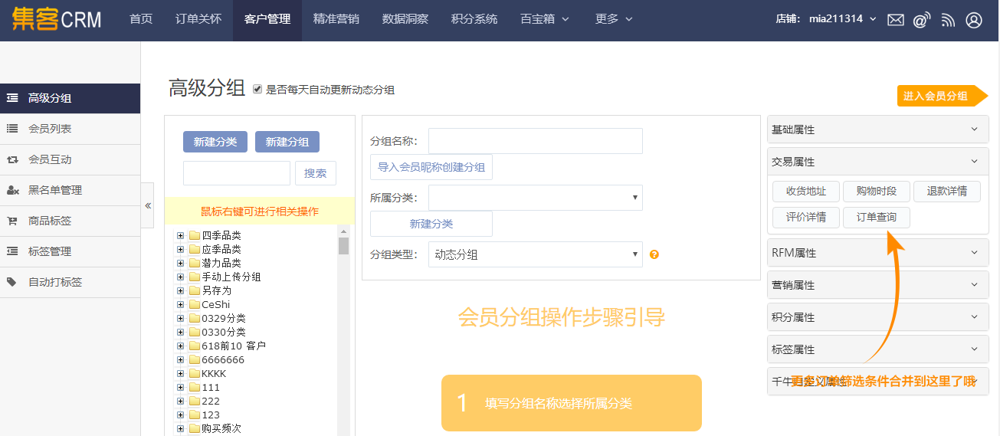 集客CRM 首页 订单关怀 客户管理 精准营销 数据洞察 积分系统 百宝箱 更多 店铺： mia211314
高级分组
会员列表
会员互动
黑名单管理
商品标签
标签管理
自动打标签
«
高级分组 是否每天自动更新动态分组
进入会员分组
新建分类 新建分组
搜索
鼠标右键可进行相关操作
四季品类
应季品类
潜力品类
手动上传分组
另存为
CeShi
0329分类
0330分类
618前10 客户
6666666
KKKK
111
222
123
购买频次
分组名称：
导入会员昵称创建分组
所属分类：
新建分类
分组类型： 动态分组
会员分组操作步骤引导
1 填写分组名称选择所属分类
基础属性
交易属性
收货地址 购物时段 退款详情
评价详情 订单查询
RFM属性
营销属性
积分属性
标签属性
千牛自定义属性
更多订单筛选条件合并到这里了哦